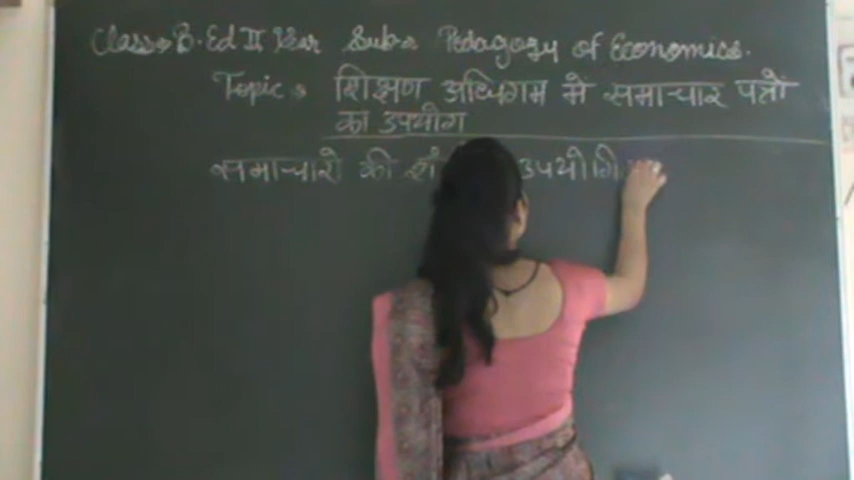 Class→ B.Ed II Year Sub→ Pedagogy of Economics.
Topic → शिक्षण अधिगम में समाचार पत्रों
का उपयोग
समाचारो की